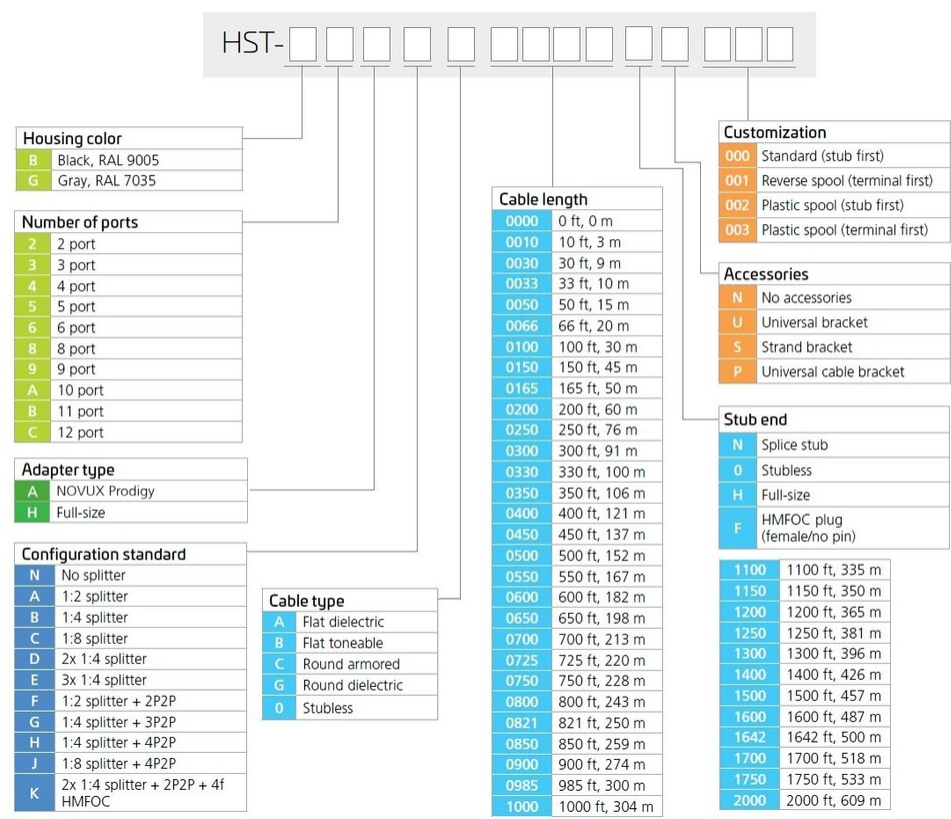 HST-
Housing color
B Black, RAL 9005
G Gray, RAL 7035
Number of ports
2 2 port
3 3 port
4 4 port
5 5 port
6 6 port
8 8 port
9 9 port
A 10 port
B 11 port
C 12 port
Adapter type
A NOVUX Prodigy
H Full-size
Configuration standard
N No splitter
A 1:2 splitter
B 1:4 splitter
C 1:8 splitter
D 2x 1:4 splitter
E 3x 1:4 splitter
F 1:2 splitter + 2P2P
G 1:4 splitter + 3P2P
H 1:4 splitter + 4P2P
J 1:8 splitter + 4P2P
K 2x 1:4 splitter + 2P2P + 4f
HMFOC
Cable type
A Flat dielectric
B Flat toneable
C Round armored
G Round dielectric
0 Stubless
Cable length
0000 0 ft, 0 m
0010 10 ft, 3 m
0030 30 ft, 9 m
0033 33 ft, 10 m
0050 50 ft, 15 m
0066 66 ft, 20 m
0100 100 ft, 30 m
0150 150 ft, 45 m
0165 165 ft, 50 m
0200 200 ft, 60 m
0250 250 ft, 76 m
0300 300 ft, 91 m
0330 330 ft, 100 m
0350 350 ft, 106 m
0400 400 ft, 121 m
0450 450 ft, 137 m
0500 500 ft, 152 m
0550 550 ft, 167 m
0600 600 ft, 182 m
0650 650 ft, 198 m
0700 700 ft, 213 m
0725 725 ft, 220 m
0750 750 ft, 228 m
0800 800 ft, 243 m
0821 821 ft, 250 m
0850 850 ft, 259 m
0900 900 ft, 274 m
0985 985 ft, 300 m
1000 1000 ft, 304 m
Customization
000 Standard (stub first)
001 Reverse spool (terminal first)
002 Plastic spool (stub first)
003 Plastic spool (terminal first)
Accessories
N No accessories
U Universal bracket
S Strand bracket
P Universal cable bracket
Stub end
N Splice stub
0 Stubless
H Full-size
F HMFOC plug
(female/no pin)
1100 1100 ft, 335 m
1150 1150 ft, 350 m
1200 1200 ft, 365 m
1250 1250 ft, 381 m
1300 1300 ft, 396 m
1400 1400 ft, 426 m
1500 1500 ft, 457 m
1600 1600 ft, 487 m
1642 1642 ft, 500 m
1700 1700 ft, 518 m
1750 1750 ft, 533 m
2000 2000 ft, 609 m